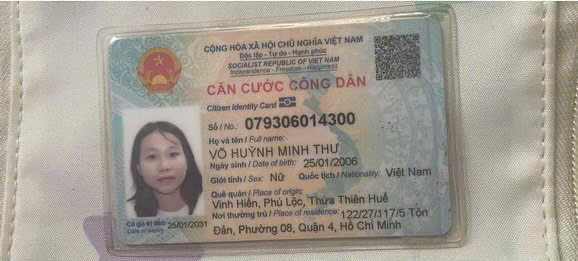 CỘNG HÒA XÃ HỘI CHỦ NGHĨA VIỆT NAM
Độc lập - Tự do - Hạnh phúc
SOCIALIST REPUBLIC OF VIET NAM
Independence - Freedom - Happiness
CĂN CƯỚC CÔNG DÂN
Citizen Identity Card
Số / No.: 079306014300
Họ và tên / Full name:
VÕ HUỲNH MINH THƯ
Ngày sinh / Date of birth: 25/01/2006
Giới tính / Sex: Nữ Quốc tịch / Nationality: Việt Nam
Quê quán / Place of origin:
Vinh Hiền, Phú Lộc, Thừa Thiên Huế
Nơi thường trú / Place of residence: 122/27/117/5 Tôn
Đản, Phường 08, Quận 4, Hồ Chí Minh
Có giá trị đến: 25/01/2031
Date of expiry